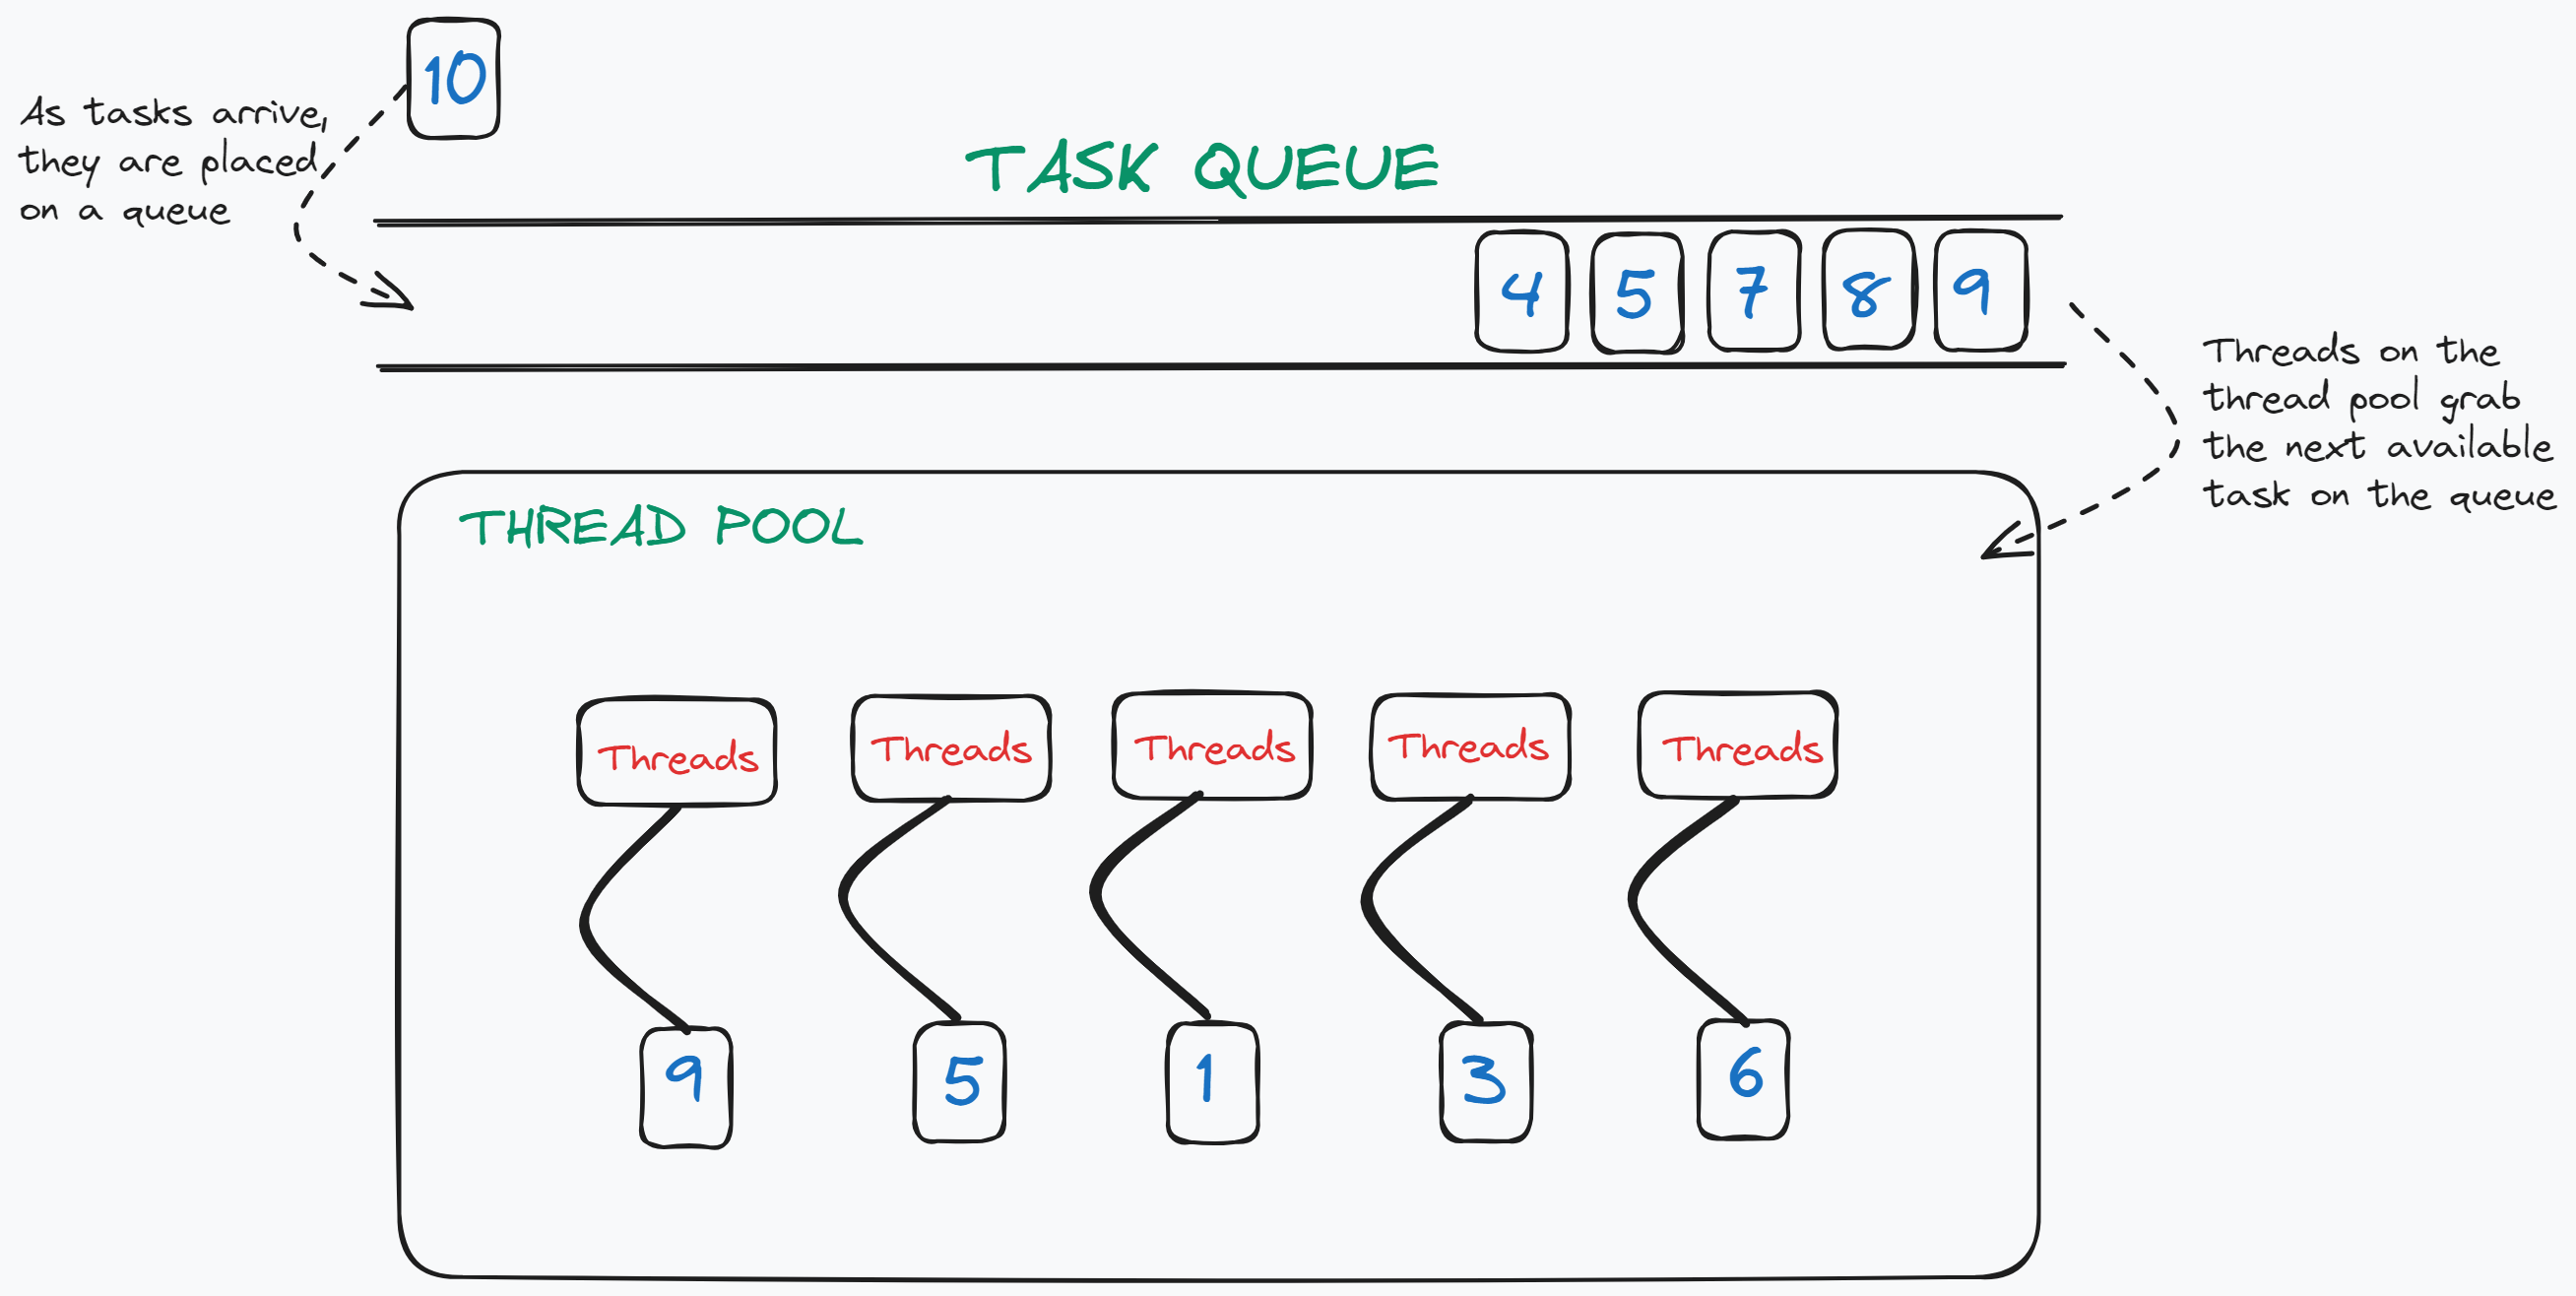 10
As tasks arrive,
they are placed
on a queue
TASK QUEUE
4 5 7 8 9
Threads on the
thread pool grab
the next available
task on the queue
THREAD POOL
Threads Threads Threads Threads Threads
9 5 1 3 6